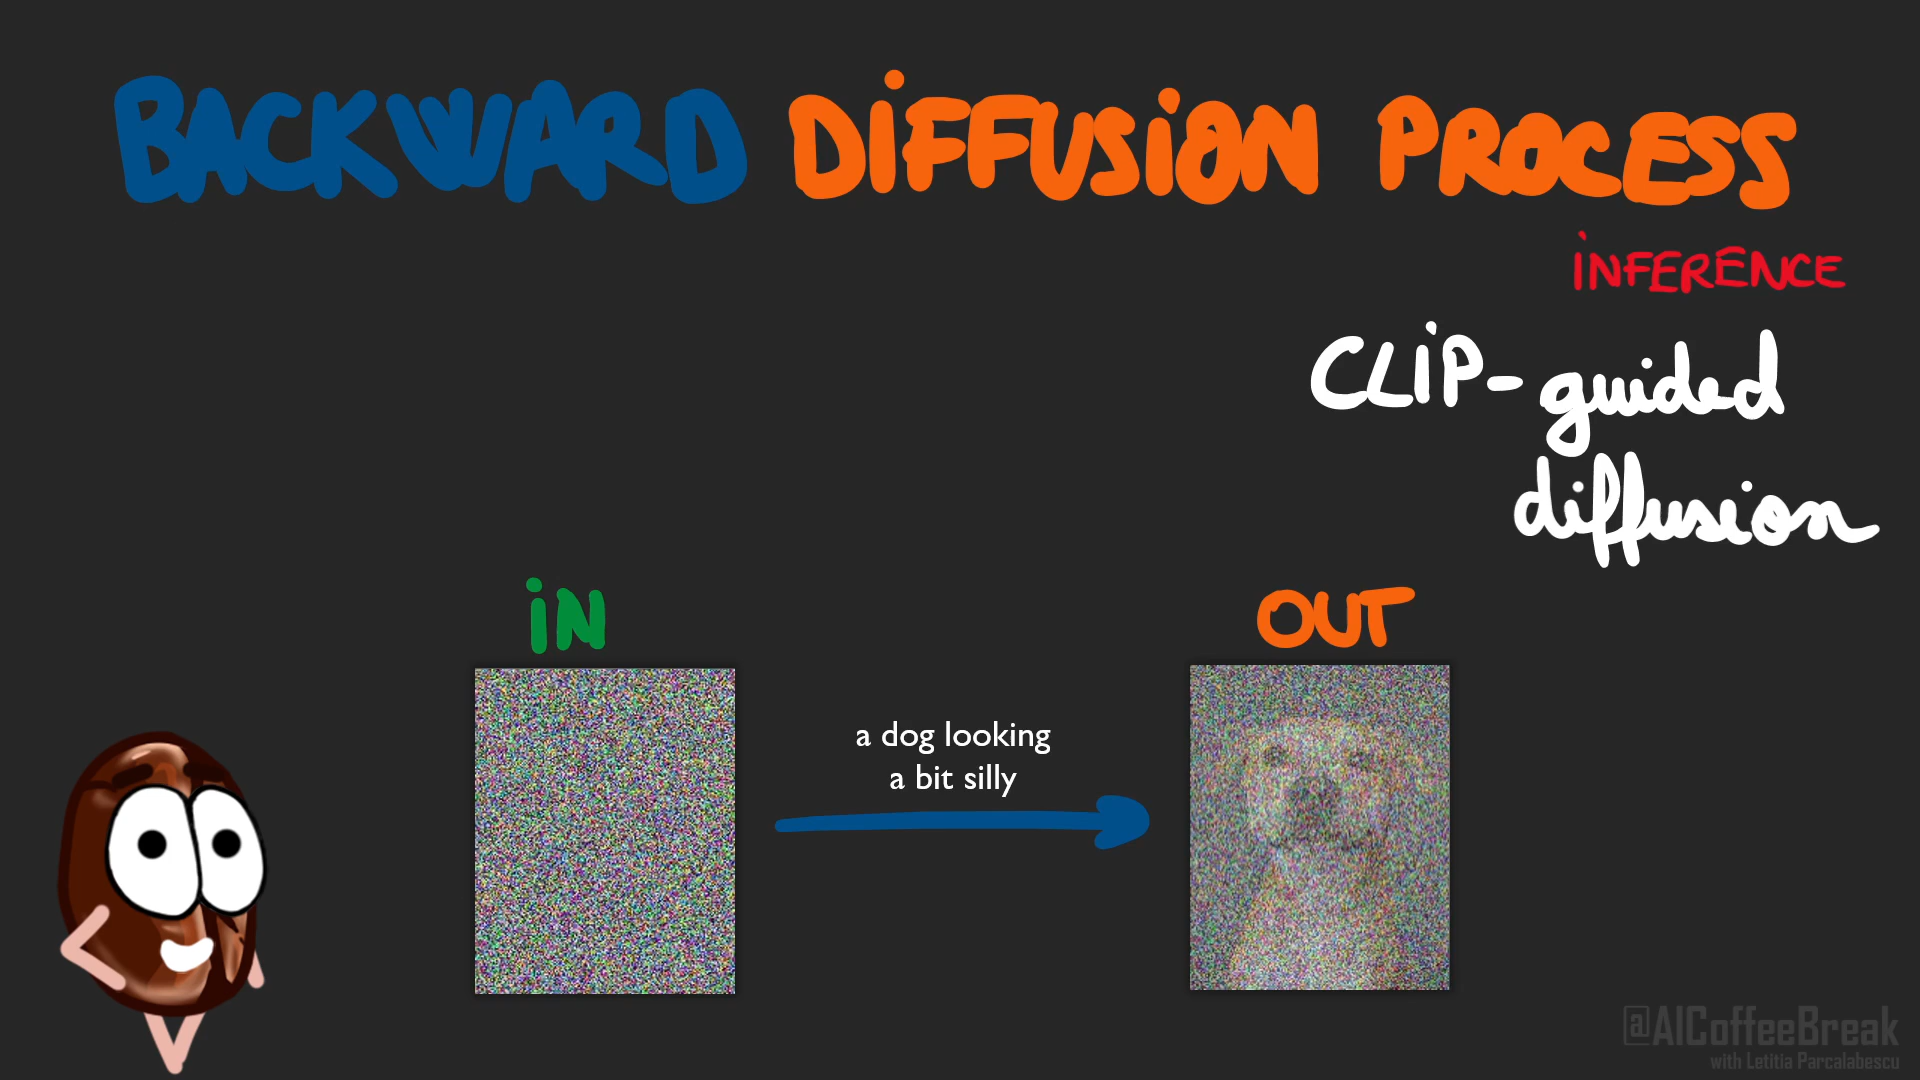 BACKWARD DiFFUSiON PROCESS
iNFERENCE
CLiP-guided
diffusion
iN
OUT
a dog looking
a bit silly
@AICoffeeBreak
with Letitia Parcalabescu